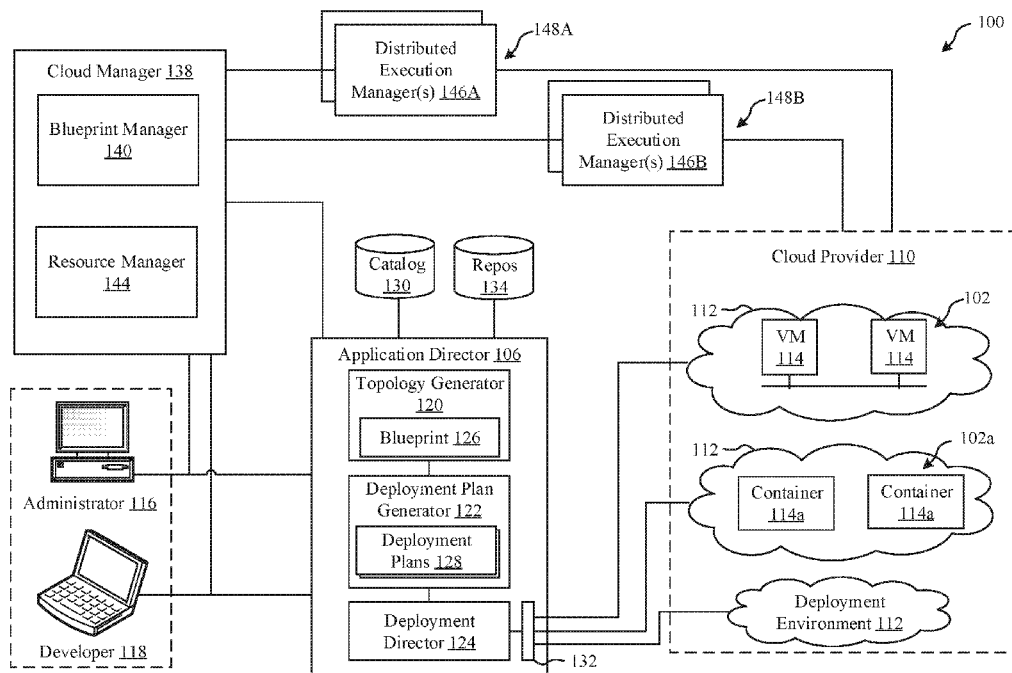 100
148A
Distributed
Execution
Manager(s) 146A
Cloud Manager 138
Blueprint Manager
140
148B
Distributed
Execution
Manager(s) 146B
Resource Manager
144
Catalog
130
Repos
134
Cloud Provider 110
112
102
VM
114
VM
114
Application Director 106
Topology Generator
120
Blueprint 126
112
102a
Container
114a
Container
114a
Administrator 116
Deployment Plan
Generator 122
Deployment
Plans 128
Deployment
Director 124
Deployment
Environment 112
Developer 118
132